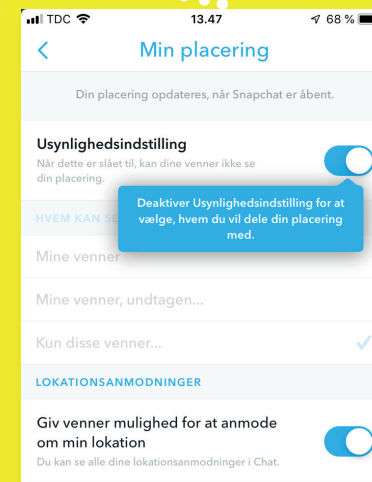 TDC 13.47 68 %
Min placering
Din placering opdateres, når Snapchat er åbent.
Usynlighedsindstilling
Når dette er slået til, kan dine venner ikke se
din placering.
Deaktiver Usynlighedsindstilling for at
vælge, hvem du vil dele din placering
med.
HVEM KAN SE
Mine venner
Mine venner, undtagen...
Kun disse venner...
LOKATIONSANMODNINGER
Giv venner mulighed for at anmode
om min lokation
Du kan se alle dine lokationsanmodninger i Chat.